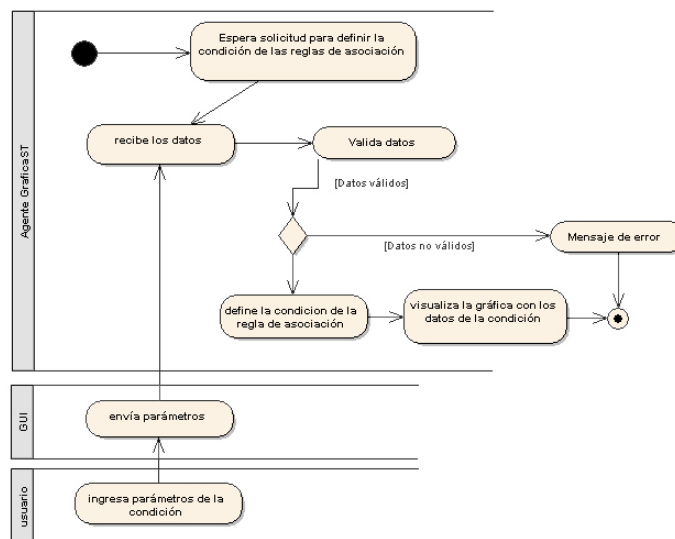 Agente GraficaST
Espera solicitud para definir la
condición de las reglas de asociación
recibe los datos
Valida datos
[Datos válidos]
[Datos no válidos]
Mensaje de error
define la condicion de la
regla de asociación
visualiza la gráfica con los
datos de la condición
GUI
envía parámetros
usuario
ingresa parámetros de la
condición